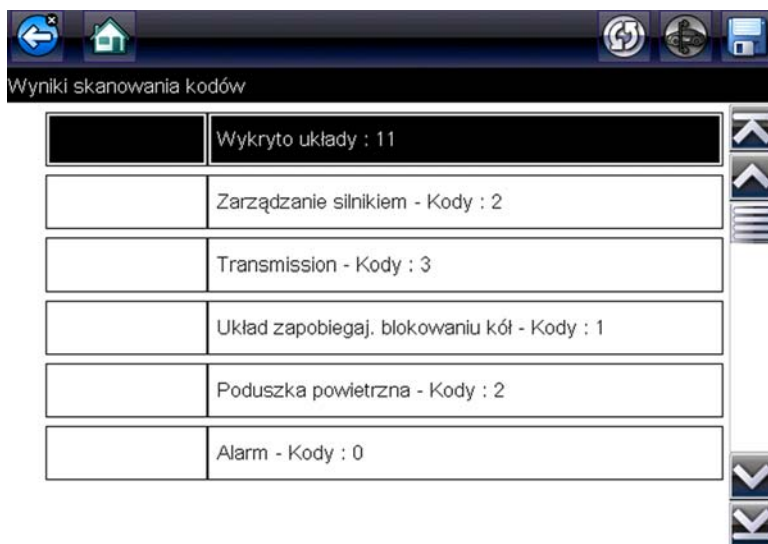 Wyniki skanowania kodów
Wykryto układy : 11
Zarządzanie silnikiem - Kody : 2
Transmission - Kody : 3
Układ zapobiegaj. blokowaniu kół - Kody : 1
Poduszka powietrzna - Kody : 2
Alarm - Kody : 0